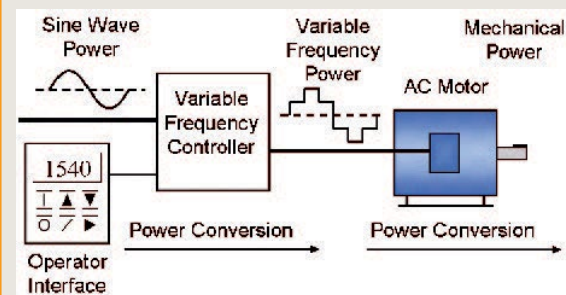 Sine Wave
Power
Variable
Frequency
Power
Mechanical
Power
AC Motor
Variable
Frequency
Controller
1540
Power Conversion
Power Conversion
Operator
Interface